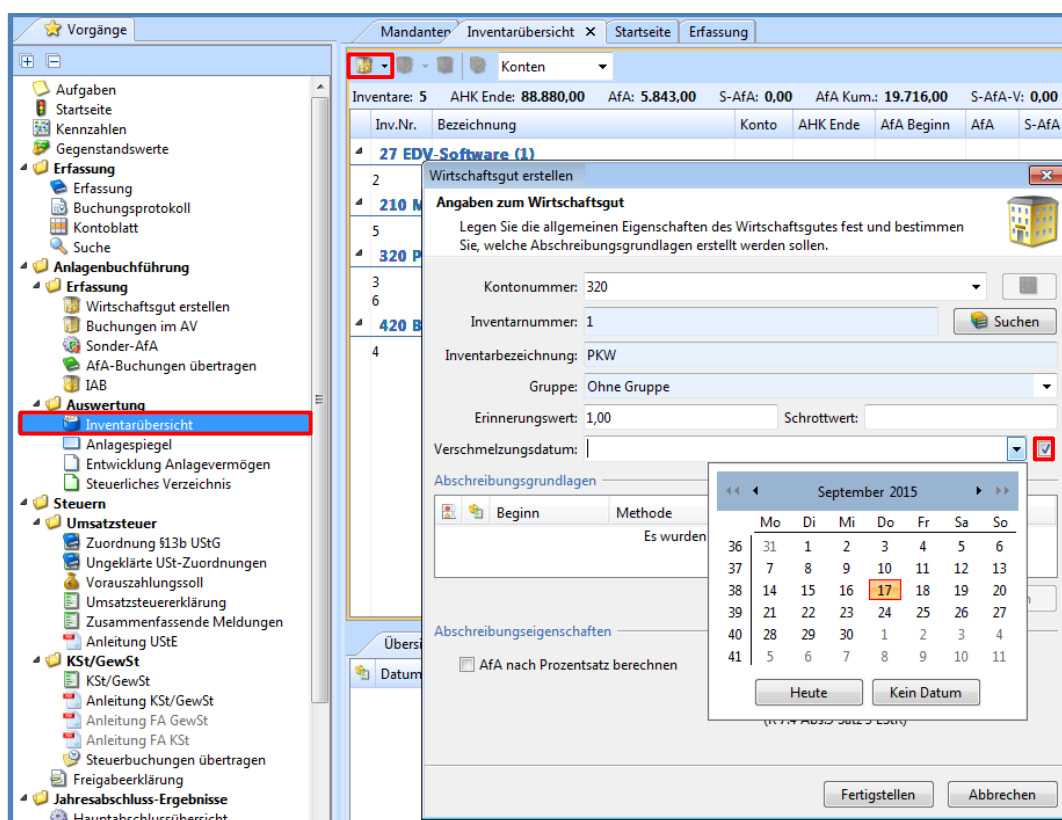 Vorgänge
Aufgaben
Startseite
Kennzahlen
Gegenstandswerte
Erfassung
Erfassung
Buchungsprotokoll
Kontoblatt
Suche
Anlagenbuchführung
Erfassung
Wirtschaftsgut erstellen
Buchungen im AV
Sonder-AfA
AfA-Buchungen übertragen
IAB
Auswertung
Inventarübersicht
Anlagespiegel
Entwicklung Anlagevermögen
Steuerliches Verzeichnis
Steuern
Umsatzsteuer
Zuordnung §13b UStG
Ungeklärte USt-Zuordnungen
Vorauszahlungssoll
Umsatzsteuererklärung
Zusammenfassende Meldungen
Anleitung UStE
KSt/GewSt
KSt/GewSt
Anleitung KSt/GewSt
Anleitung FA GewSt
Anleitung FA KSt
Steuerbuchungen übertragen
Freigabeerklärung
Jahresabschluss-Ergebnisse
Hauptabschlussübersicht
Mandanten Inventarübersicht Startseite Erfassung
Konten
Inventare: 5 AHK Ende: 88.880,00 AfA: 5.843,00 S-AfA: 0,00 AfA Kum.: 19.716,00 S-AfA-V: 0,00
Inv.Nr. Bezeichnung Konto AHK Ende AfA Beginn AfA S-AfA
27 EDV-Software (1)
2
210 M
5
320 P
3
6
420 B
4
Übersi
Datum
Wirtschaftsgut erstellen
Angaben zum Wirtschaftsgut
Legen Sie die allgemeinen Eigenschaften des Wirtschaftsgutes fest und bestimmen
Sie, welche Abschreibungsgrundlagen erstellt werden sollen.
Kontonummer: 320
Inventarnummer: 1 Suchen
Inventarbezeichnung: PKW
Gruppe: Ohne Gruppe
Erinnerungswert: 1,00 Schrottwert:
Verschmelzungsdatum:
Abschreibungsgrundlagen
Beginn Methode
Es wurden
Abschreibungseigenschaften
AfA nach Prozentsatz berechnen
September 2015
Mo Di Mi Do Fr Sa So
36 31 1 2 3 4 5 6
37 7 8 9 10 11 12 13
38 14 15 16 17 18 19 20
39 21 22 23 24 25 26 27
40 28 29 30 1 2 3 4
41 5 6 7 8 9 10 11
Heute Kein Datum
Fertigstellen Abbrechen